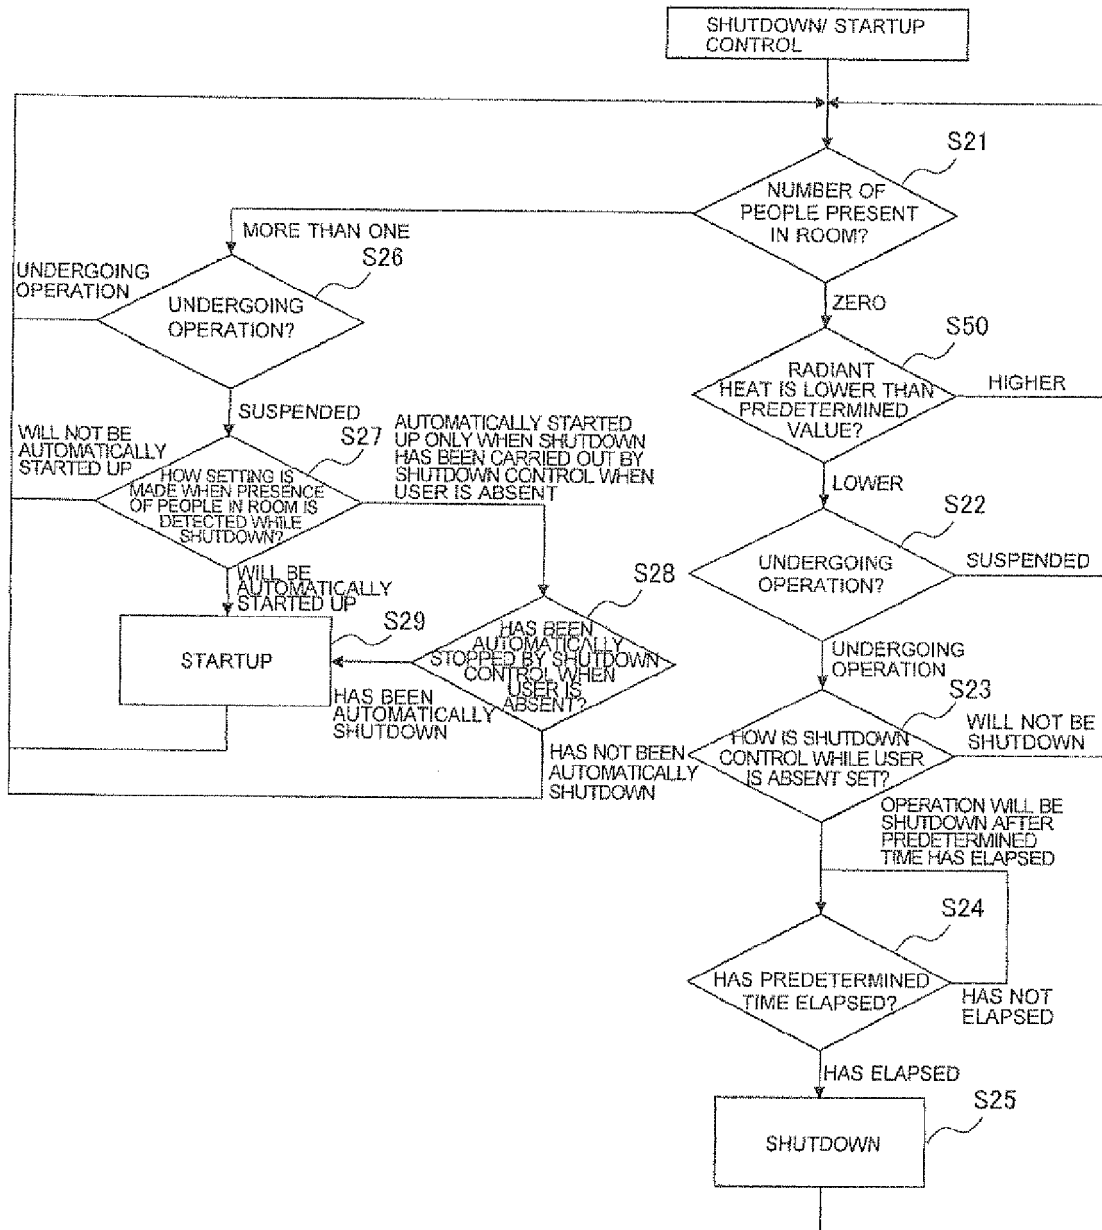 SHUTDOWN/ STARTUP
CONTROL
S21
NUMBER OF
PEOPLE PRESENT
IN ROOM?
MORE THAN ONE
S26
UNDERGOING
OPERATION
UNDERGOING
OPERATION?
ZERO
S50
RADIANT
HEAT IS LOWER THAN
PREDETERMINED
VALUE?
HIGHER
SUSPENDED
S27
WILL NOT BE
AUTOMATICALLY
STARTED UP
HOW SETTING IS
MADE WHEN PRESENCE
OF PEOPLE IN ROOM IS
DETECTED WHILE
SHUTDOWN?
AUTOMATICALLY STARTED
UP ONLY WHEN SHUTDOWN
HAS BEEN CARRIED OUT BY
SHUTDOWN CONTROL WHEN
USER IS ABSENT
LOWER
S22
UNDERGOING
OPERATION?
SUSPENDED
WILL BE
AUTOMATICALLY
STARTED UP
S28
S29
STARTUP
HAS BEEN
AUTOMATICALLY
STOPPED BY SHUTDOWN
CONTROL WHEN
USER IS
ABSENT?
HAS BEEN
AUTOMATICALLY
SHUTDOWN
UNDERGOING
OPERATION
S23
HOW IS SHUTDOWN
CONTROL WHILE USER
IS ABSENT SET?
WILL NOT BE
SHUTDOWN
HAS NOT BEEN
AUTOMATICALLY
SHUTDOWN
OPERATION WILL BE
SHUTDOWN AFTER
PREDETERMINED
TIME HAS ELAPSED
S24
HAS PREDETERMINED
TIME ELAPSED?
HAS NOT
ELAPSED
HAS ELAPSED
S25
SHUTDOWN